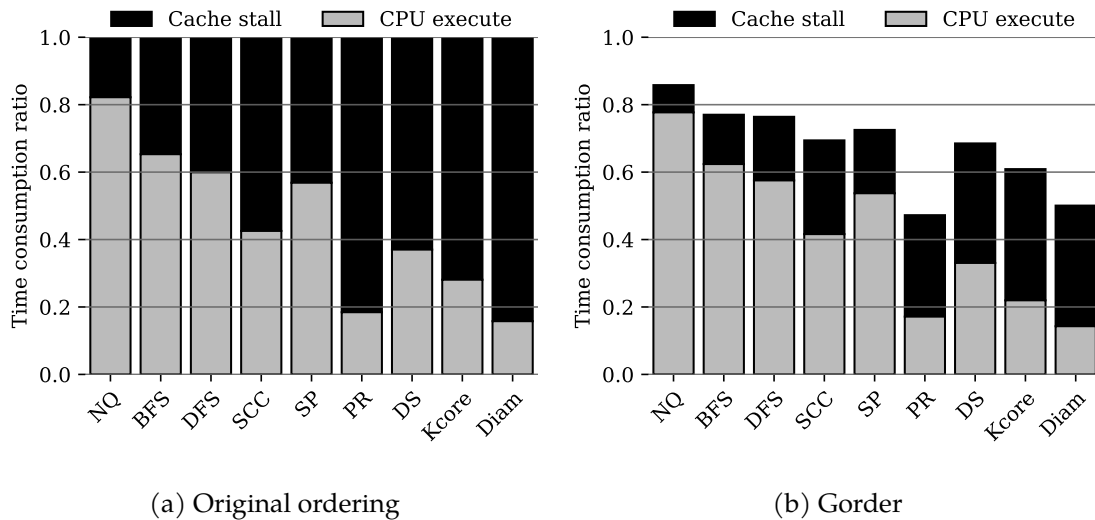 Cache stall CPU execute
1.0
0.8
0.6
0.4
0.2
0.0
Time consumption ratio
NQ BFS DFS SCC SP PR DS Kcore Diam
(a) Original ordering
Cache stall CPU execute
1.0
0.8
0.6
0.4
0.2
0.0
Time consumption ratio
NQ BFS DFS SCC SP PR DS Kcore Diam
(b) Gorder